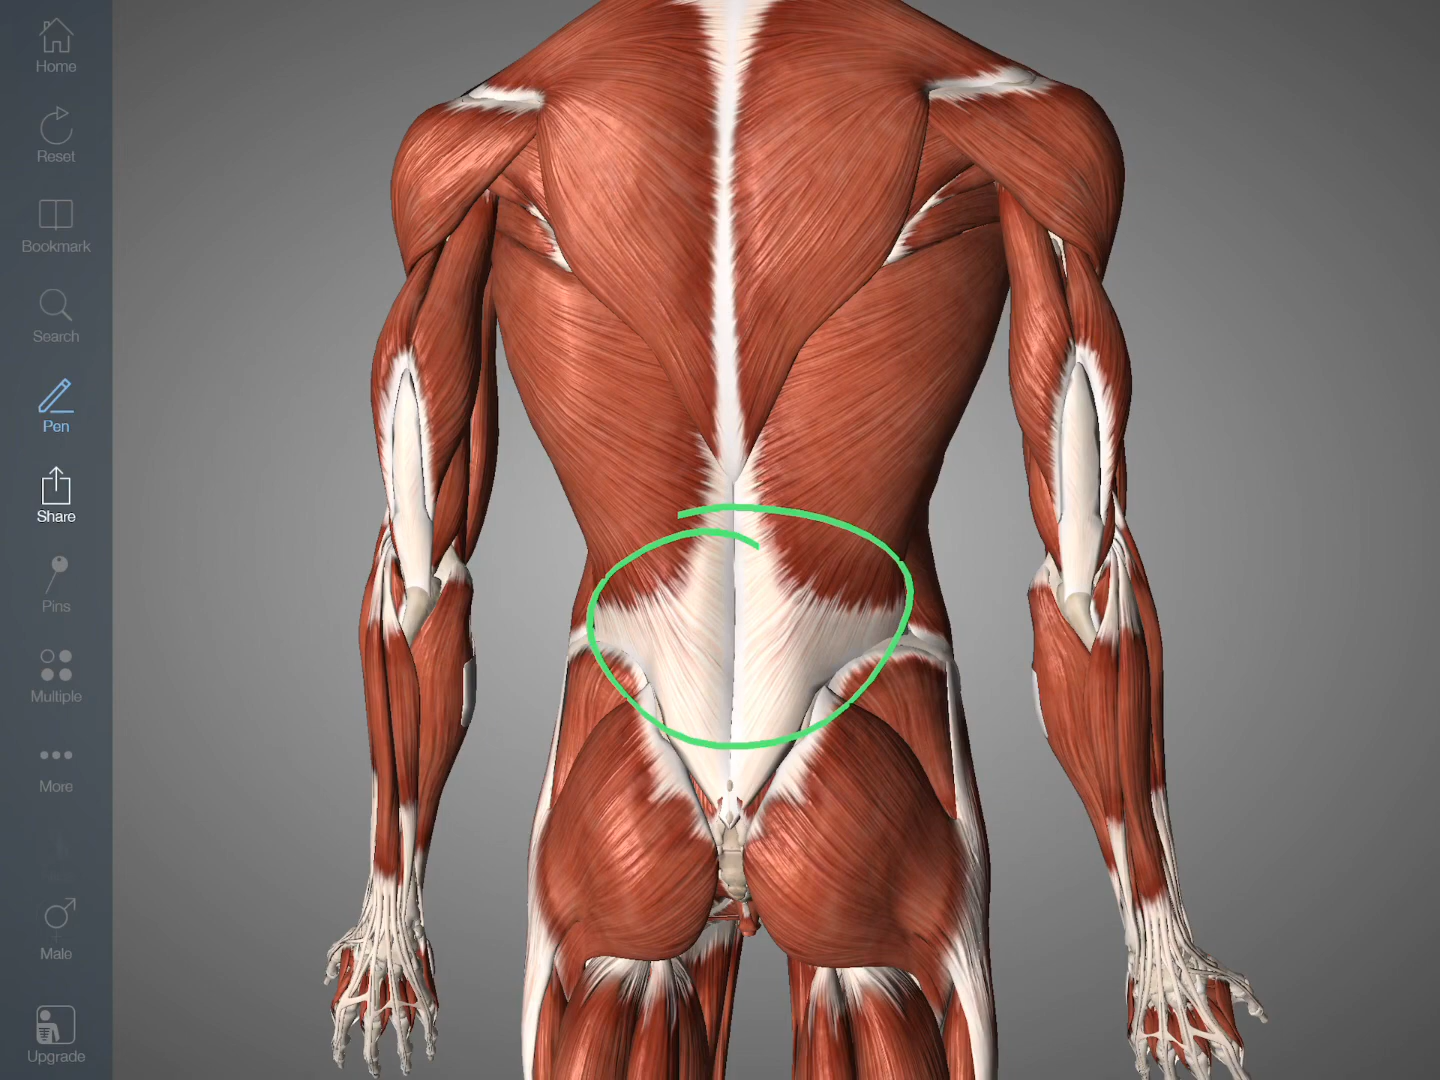 Home
Reset
Bookmark
Search
Pen
Share
Pins
Multiple
More
Male
Upgrade